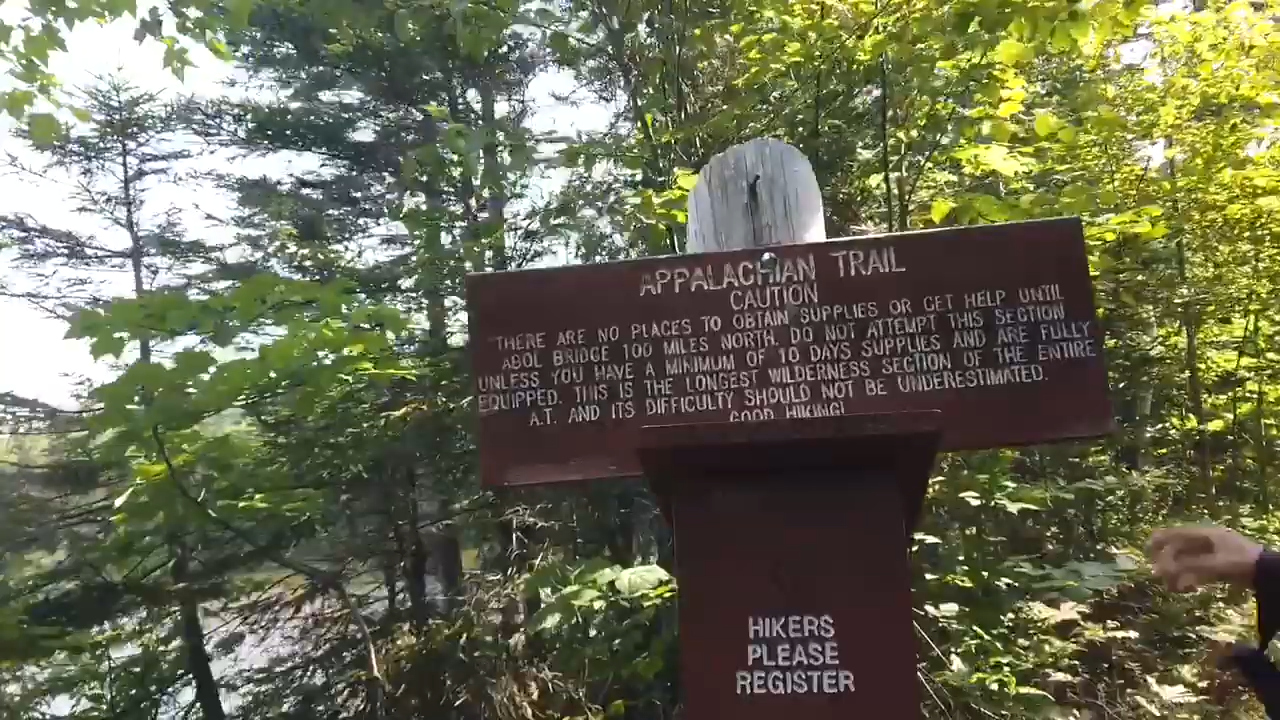 APPALACHIAN TRAIL
CAUTION
"THERE ARE NO PLACES TO OBTAIN SUPPLIES OR GET HELP UNTIL
ABOL BRIDGE 100 MILES NORTH. DO NOT ATTEMPT THIS SECTION
UNLESS YOU HAVE A MINIMUM OF 10 DAYS SUPPLIES AND ARE FULLY
EQUIPPED. THIS IS THE LONGEST WILDERNESS SECTION OF THE ENTIRE
A.T. AND ITS DIFFICULTY SHOULD NOT BE UNDERESTIMATED.
GOOD HIKING!
HIKERS
PLEASE
REGISTER